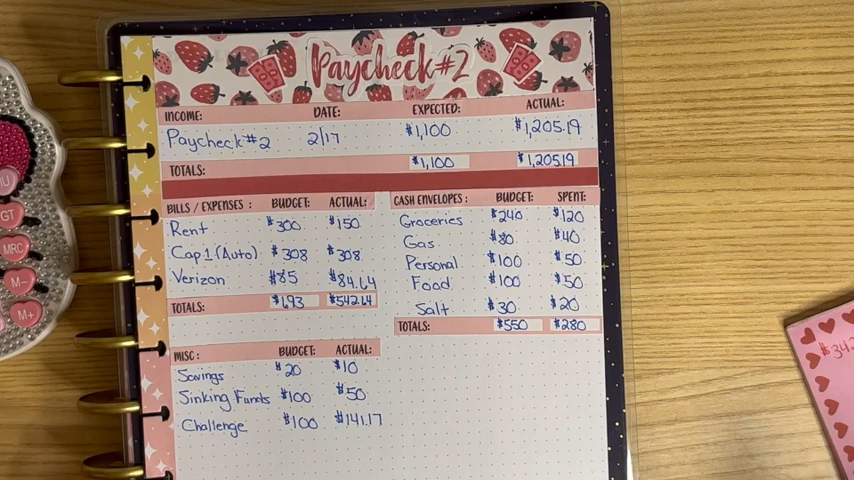 Paycheck #2
INCOME: DATE: EXPECTED: ACTUAL:
Paycheck #2 2/17 $1,100 $1,205.19
TOTALS: $1,100 $1,205.19
BILLS / EXPENSES : BUDGET: ACTUAL:
Rent $300 $150
Cap 1 (Auto) $308 $308
Verizon $85 $84.64
TOTALS: $693 $542.64
CASH ENVELOPES : BUDGET: SPENT:
Groceries $240 $120
Gas $80 $40
Personal $100 $50
Food $100 $50
Salt $30 $20
TOTALS: $550 $280
MISC : BUDGET: ACTUAL:
Savings $20 $10
Sinking Funds $100 $50
Challenge $100 $141.17
MU
GT
MRC
M-
M+
$342